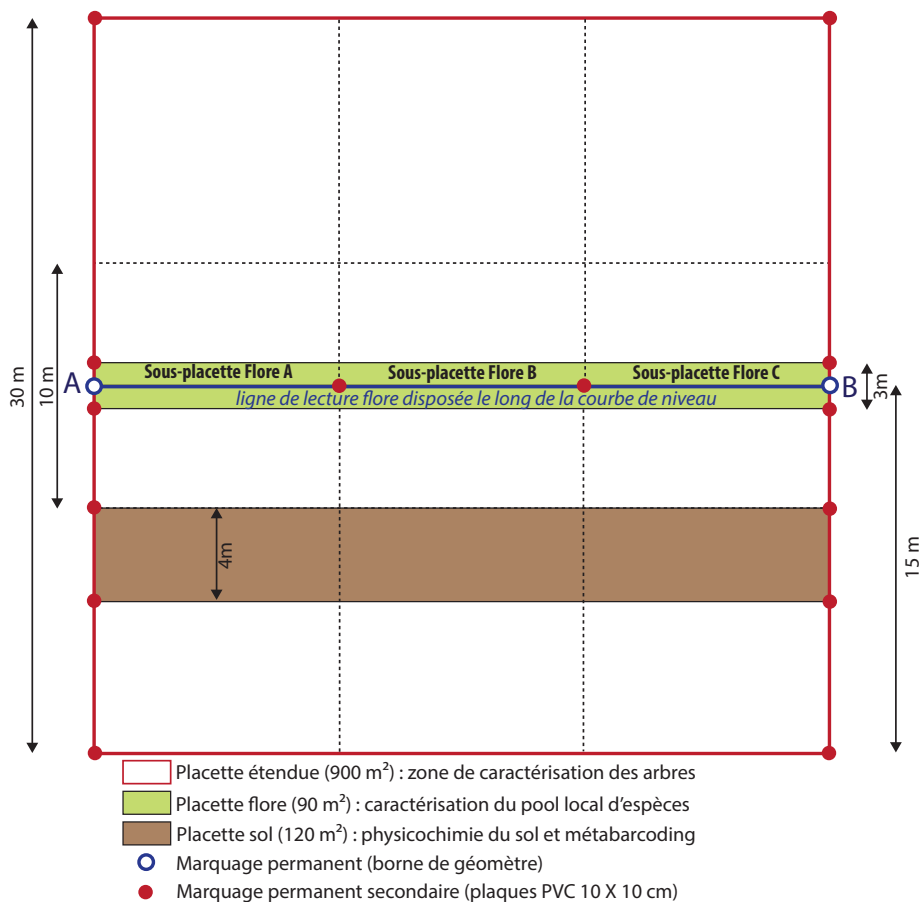 30 m
10 m
A
Sous-placette Flore A
Sous-placette Flore B
Sous-placette Flore C
ligne de lecture flore disposée le long de la courbe de niveau
B
3m
4m
15 m
Placette étendue (900 m²) : zone de caractérisation des arbres
Placette flore (90 m²) : caractérisation du pool local d'espèces
Placette sol (120 m²) : physicochimie du sol et métabarcoding
Marquage permanent (borne de géomètre)
Marquage permanent secondaire (plaques PVC 10 X 10 cm)